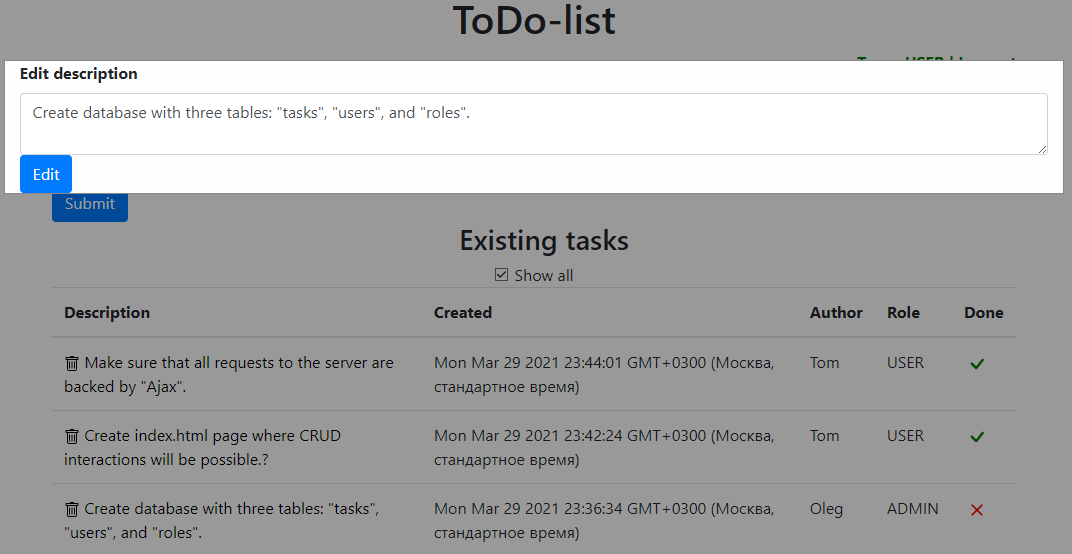 ToDo-list
Edit description
Create database with three tables: "tasks", "users", and "roles".
Edit
Submit
Existing tasks
Show all
Description Created Author Role Done
Make sure that all requests to the server are
backed by "Ajax".
Mon Mar 29 2021 23:44:01 GMT+0300 (Москва,
стандартное время)
Tom USER
Create index.html page where CRUD
interactions will be possible.?
Mon Mar 29 2021 23:42:24 GMT+0300 (Москва,
стандартное время)
Tom USER
Create database with three tables: "tasks",
"users", and "roles".
Mon Mar 29 2021 23:36:34 GMT+0300 (Москва,
стандартное время)
Oleg ADMIN